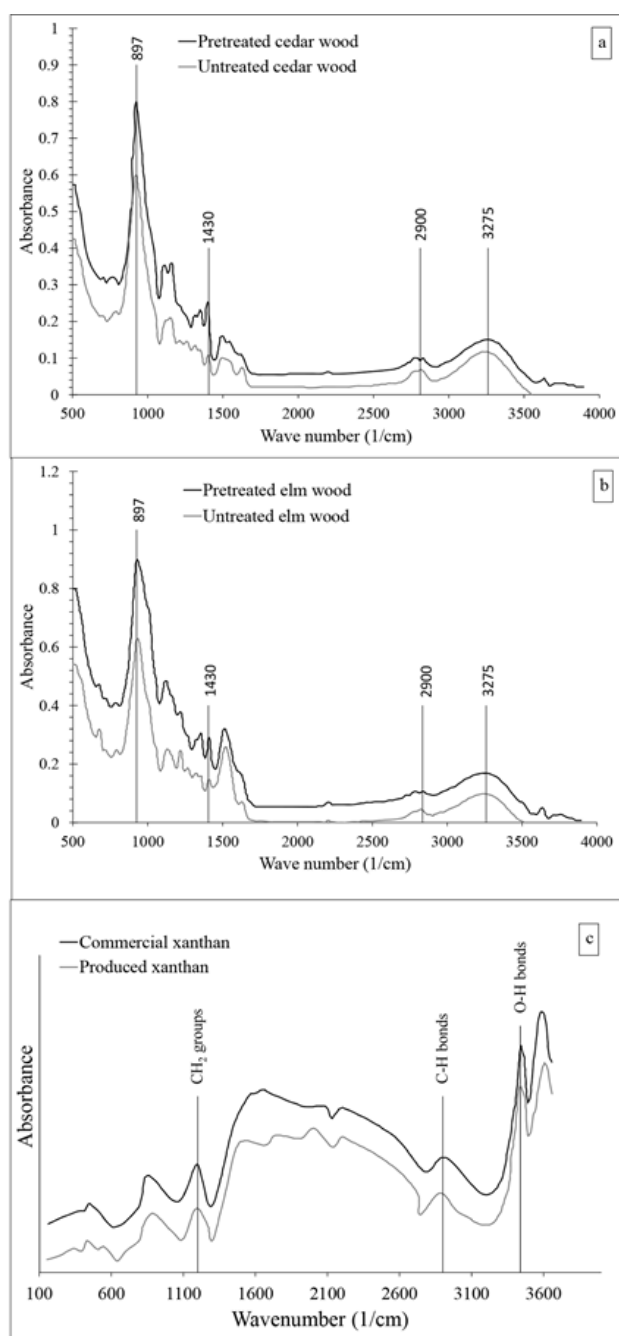 a
Pretreated cedar wood
Untreated cedar wood
897
1430
2900
3275
Absorbance
1
0.9
0.8
0.7
0.6
0.5
0.4
0.3
0.2
0.1
0
500 1000 1500 2000 2500 3000 3500 4000
Wave number (1/cm)
b
Pretreated elm wood
Untreated elm wood
897
1430
2900
3275
Absorbance
1.2
1
0.8
0.6
0.4
0.2
0
500 1000 1500 2000 2500 3000 3500 4000
Wave number (1/cm)
c
Commercial xanthan
Produced xanthan
CH₂ groups
C-H bonds
O-H bonds
Absorbance
100 600 1100 1600 2100 2600 3100 3600
Wavenumber (1/cm)